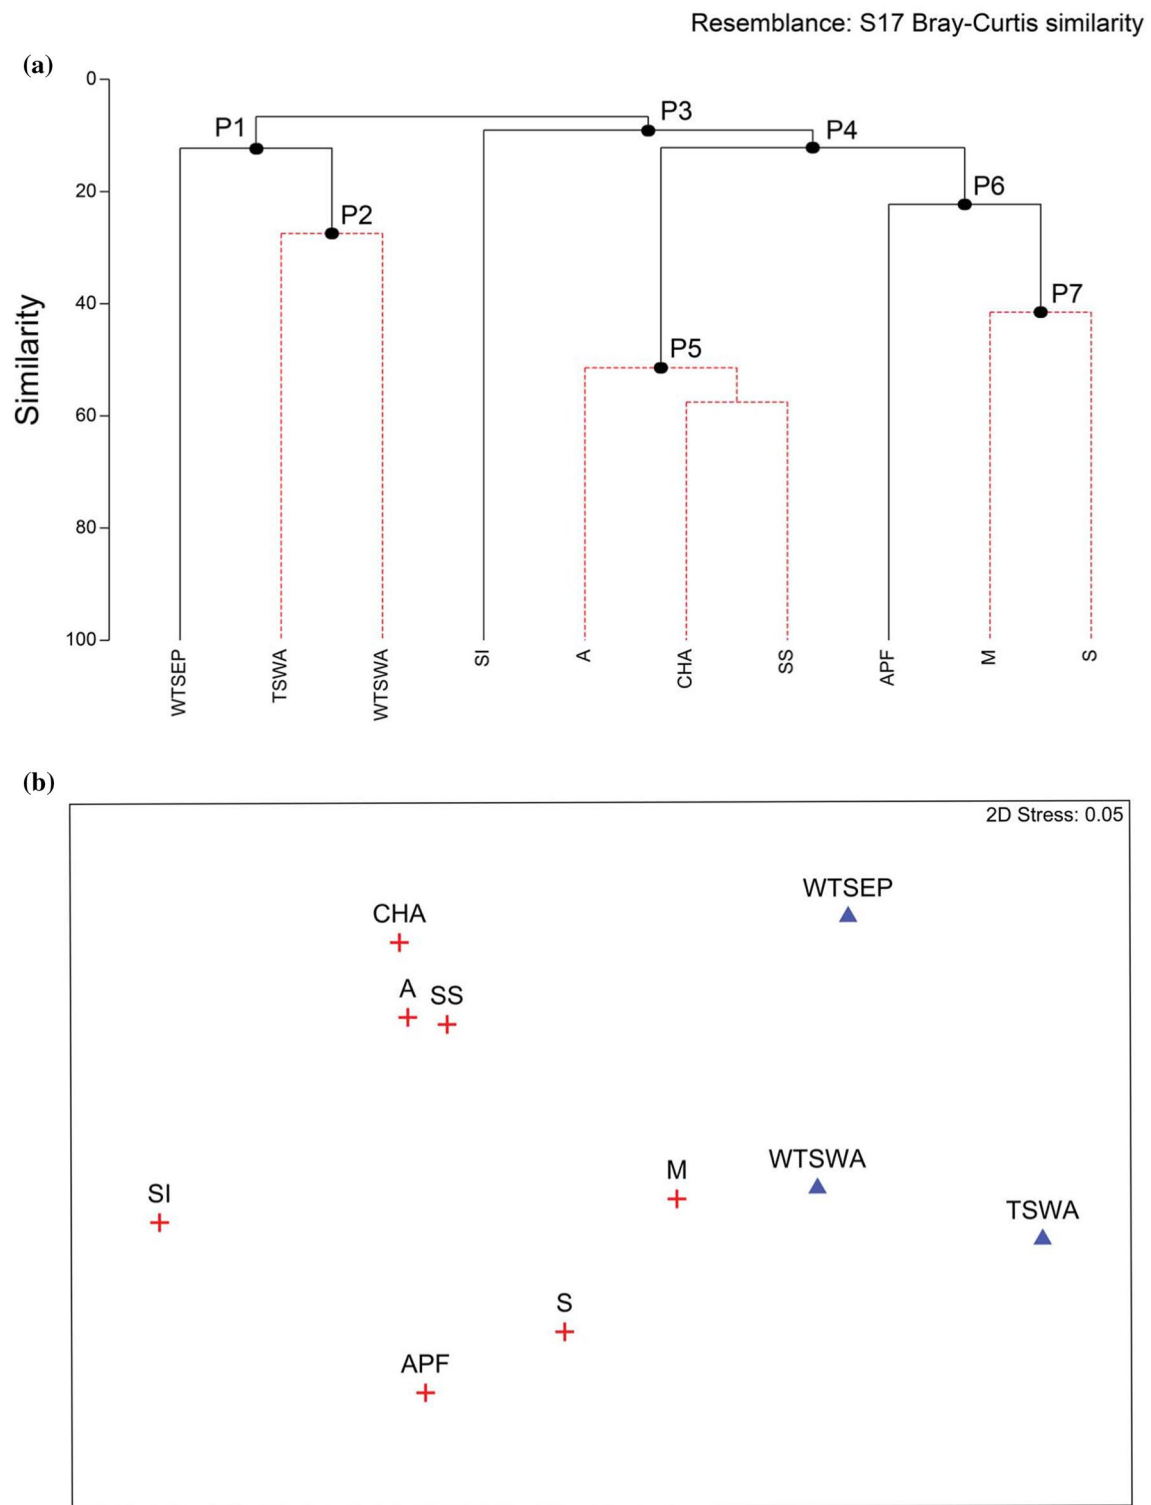 Resemblance: S17 Bray-Curtis similarity
(a)
0
P3
P1
P4
20
P6
P2
40
P7
P5
Similarity
60
80
100
WTSEP
TSWA
WTSWA
SI
A
CHA
SS
APF
M
S
(b)
2D Stress: 0.05
WTSEP
CHA
A SS
WTSWA
M
SI
TSWA
S
APF